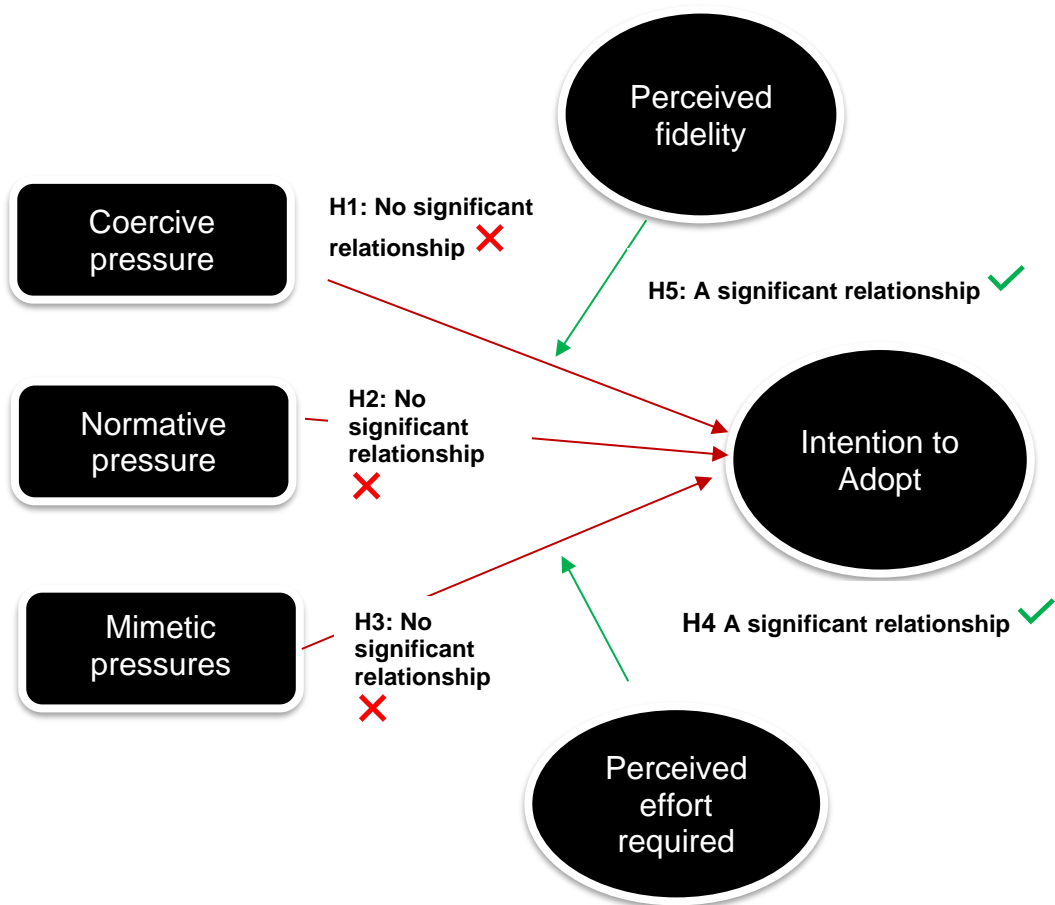 Perceived
fidelity
Coercive
pressure
H1: No significant
relationship
H5: A significant relationship
Normative
pressure
H2: No
significant
relationship
Intention to
Adopt
Mimetic
pressures
H3: No
significant
relationship
H4 A significant relationship
Perceived
effort
required